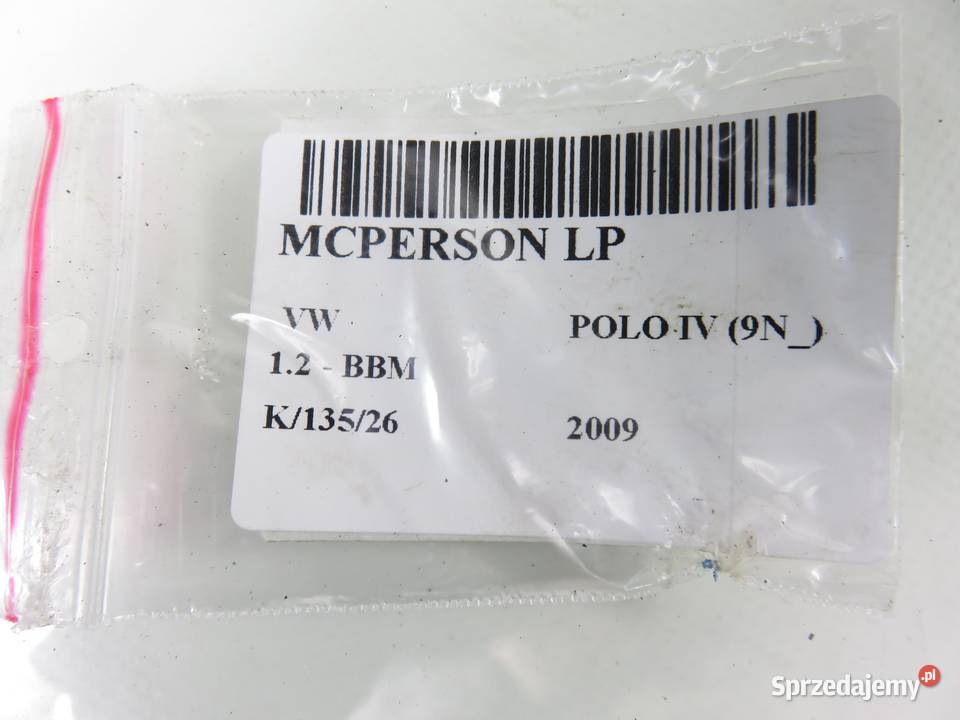 MCPERSON LP
VW POLO IV (9N_)
1.2 - BBM
K/135/26 2009
Sprzedajemy.pl